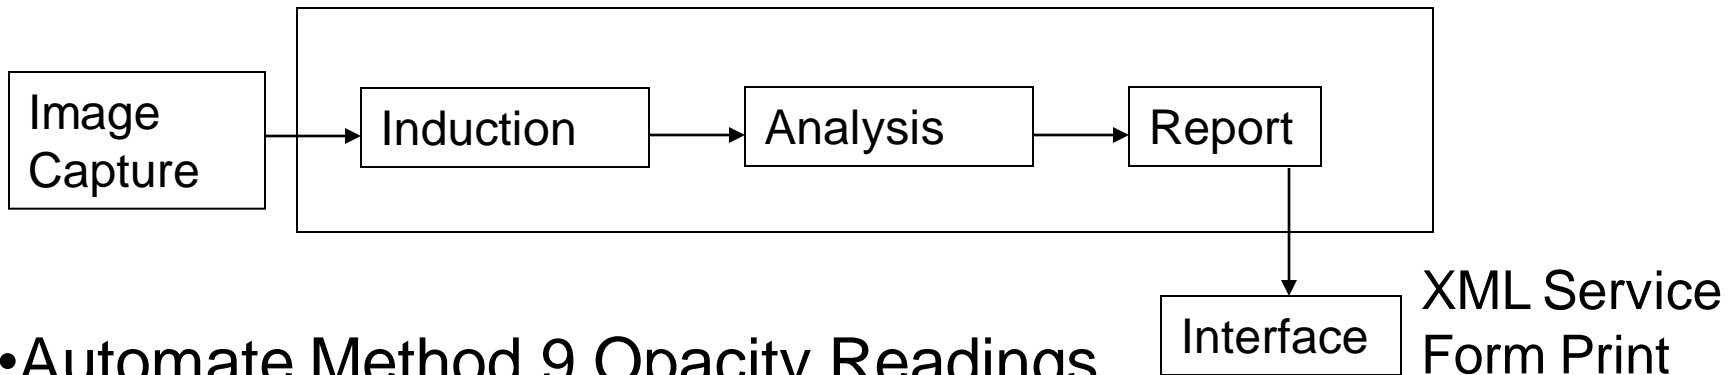 Image
Capture
Induction
Analysis
Report
XML Service
Interface
Form Print
•Automate Method 9 Opacity Readings